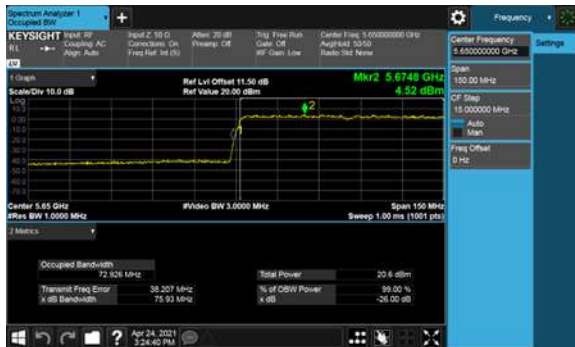 Spectrum Analyzer 1
Occupied BW
Frequency
KEYSIGHT Input: RF Input Z: 50 Ω Atten: 20 dB Trig: Free Run Center Freq: 5.650000000 GHz
RL Coupling: AC Corrections: On Preamp: Off Gate: Off Avg|Hold: 50/50
Align: Auto Freq Ref: Int (S) #IF Gain: Low Radio Std: None
Center Frequency
5.650000000 GHz
Settings
Span
150.00 MHz
CF Step
15.000000 MHz
Auto
Man
Freq Offset
0 Hz
1 Graph
Ref Lvl Offset 11.50 dB
Mkr2 5.6748 GHz
Scale/Div 10.0 dB
Ref Value 20.00 dBm
4.52 dBm
Log
2
Center 5.65 GHz
#Video BW 3.0000 MHz
Span 150 MHz
#Res BW 1.0000 MHz
Sweep 1.00 ms (1001 pts)
2 Metrics
Occupied Bandwidth
72.926 MHz
Total Power 20.6 dBm
Transmit Freq Error 38.207 MHz
% of OBW Power 99.00 %
x dB Bandwidth 75.93 MHz
x dB -26.00 dB
?
Apr 24, 2021
3:24:40 PM